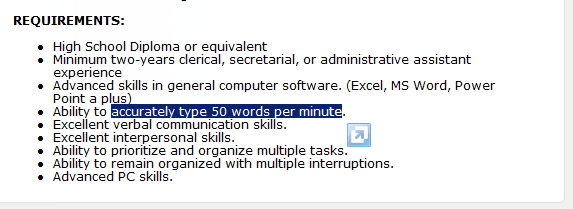 REQUIREMENTS:
• High School Diploma or equivalent
• Minimum two-years clerical, secretarial, or administrative assistant
experience
• Advanced skills in general computer software. (Excel, MS Word, Power
Point a plus)
• Ability to accurately type 50 words per minute.
• Excellent verbal communication skills.
• Excellent interpersonal skills.
• Ability to prioritize and organize multiple tasks.
• Ability to remain organized with multiple interruptions.
• Advanced PC skills.